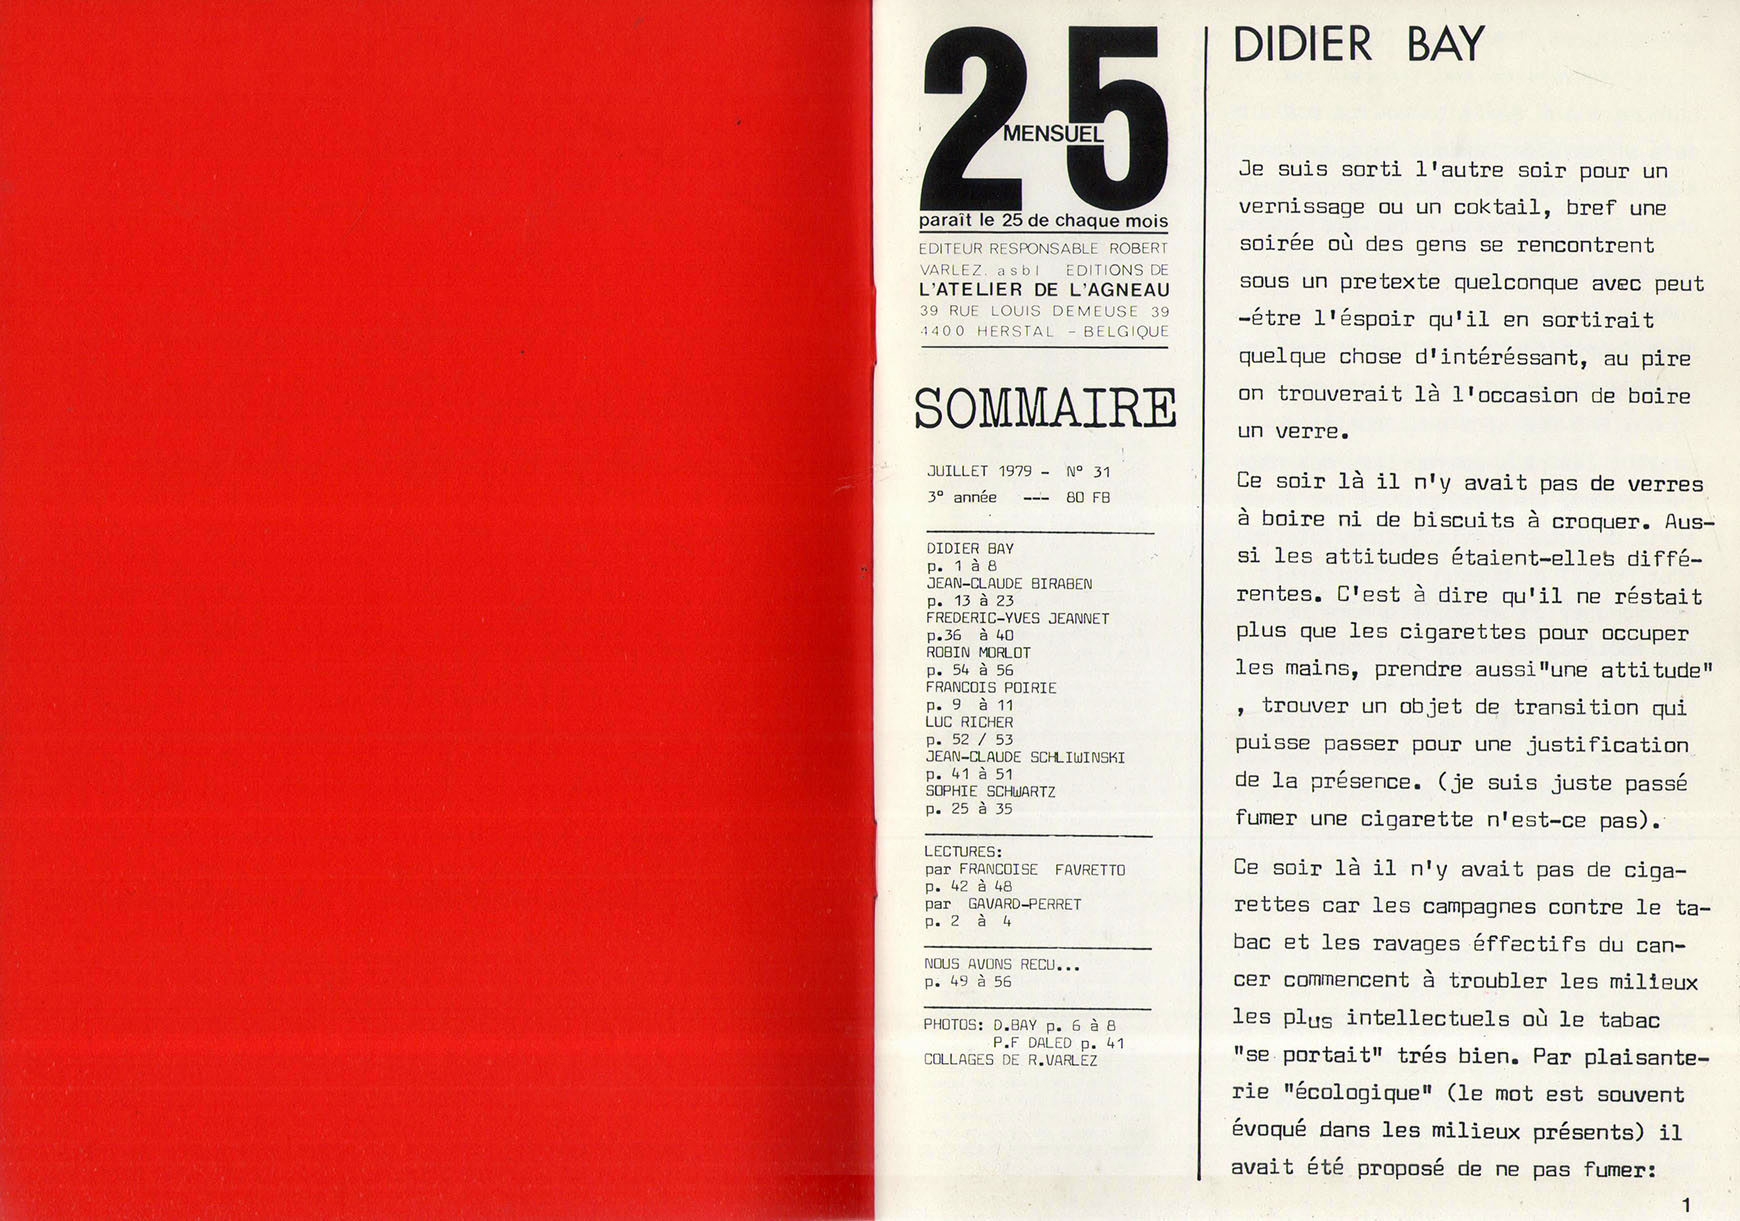 25
MENSUEL
paraît le 25 de chaque mois
EDITEUR RESPONSABLE ROBERT
VARLEZ. asbl EDITIONS DE
L'ATELIER DE L'AGNEAU
39 RUE LOUIS DEMEUSE 39
4400 HERSTAL - BELGIQUE
SOMMAIRE
JUILLET 1979 - N° 31
3° année --- 80 FB
DIDIER BAY
p. 1 à 8
JEAN-CLAUDE BIRABEN
p. 13 à 23
FREDERIC-YVES JEANNET
p.36 à 40
ROBIN MORLOT
p. 54 à 56
FRANCOIS POIRIE
p. 9 à 11
LUC RICHER
p. 52 / 53
JEAN-CLAUDE SCHLIWINSKI
p. 41 à 51
SOPHIE SCHWARTZ
p. 25 à 35
LECTURES:
par FRANCOISE FAVRETTO
p. 42 à 48
par GAVARD-PERRET
p. 2 à 4
NOUS AVONS RECU...
p. 49 à 56
PHOTOS: D.BAY p. 6 à 8
P.F DALED p. 41
COLLAGES DE R.VARLEZ
DIDIER BAY
Je suis sorti l'autre soir pour un
vernissage ou un coktail, bref une
soirée où des gens se rencontrent
sous un pretexte quelconque avec peut
-étre l'éspoir qu'il en sortirait
quelque chose d'intéréssant, au pire
on trouverait là l'occasion de boire
un verre.
Ce soir là il n'y avait pas de verres
à boire ni de biscuits à croquer. Aus-
si les attitudes étaient-elles diffé-
rentes. C'est à dire qu'il ne réstait
plus que les cigarettes pour occuper
les mains, prendre aussi"une attitude"
, trouver un objet de transition qui
puisse passer pour une justification
de la présence. (je suis juste passé
fumer une cigarette n'est-ce pas).
Ce soir là il n'y avait pas de ciga-
rettes car les campagnes contre le ta-
bac et les ravages éffectifs du can-
cer commencent à troubler les milieux
les plus intellectuels où le tabac
"se portait" trés bien. Par plaisante-
rie "écologique" (le mot est souvent
évoqué dans les milieux présents) il
avait été proposé de ne pas fumer:
1